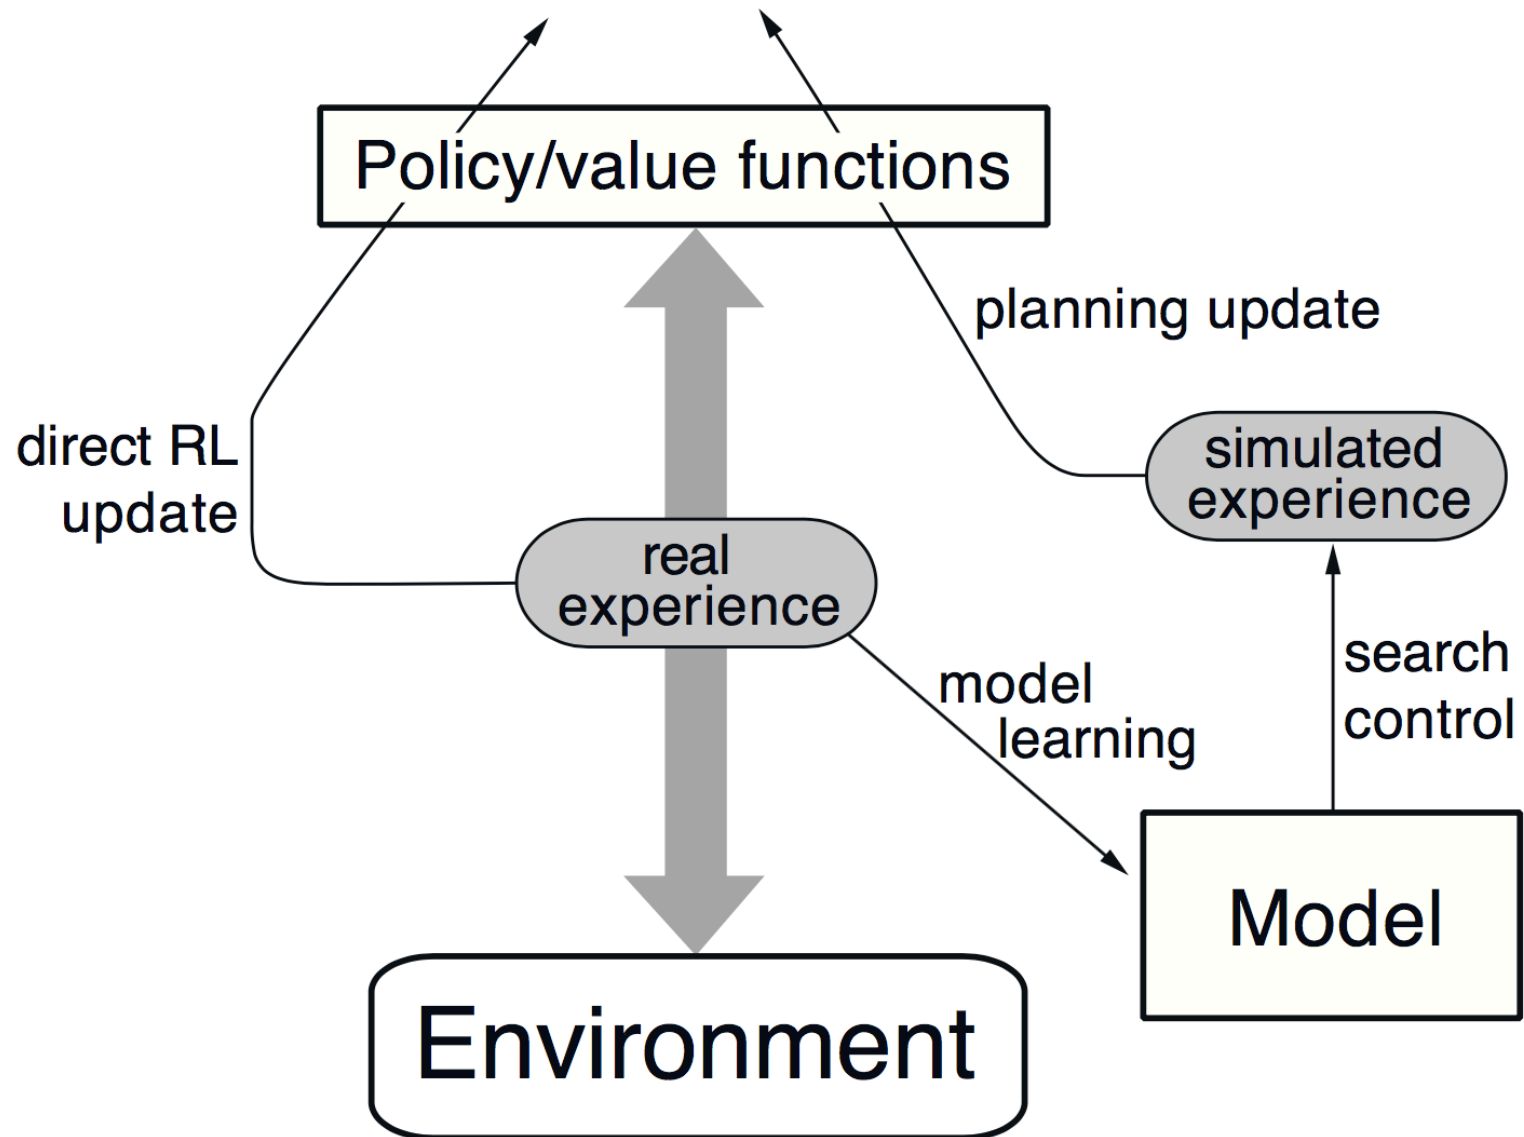 Policy/value functions
planning update
direct RL
update
simulated
experience
real
experience
model
learning
search
control
Model
Environment